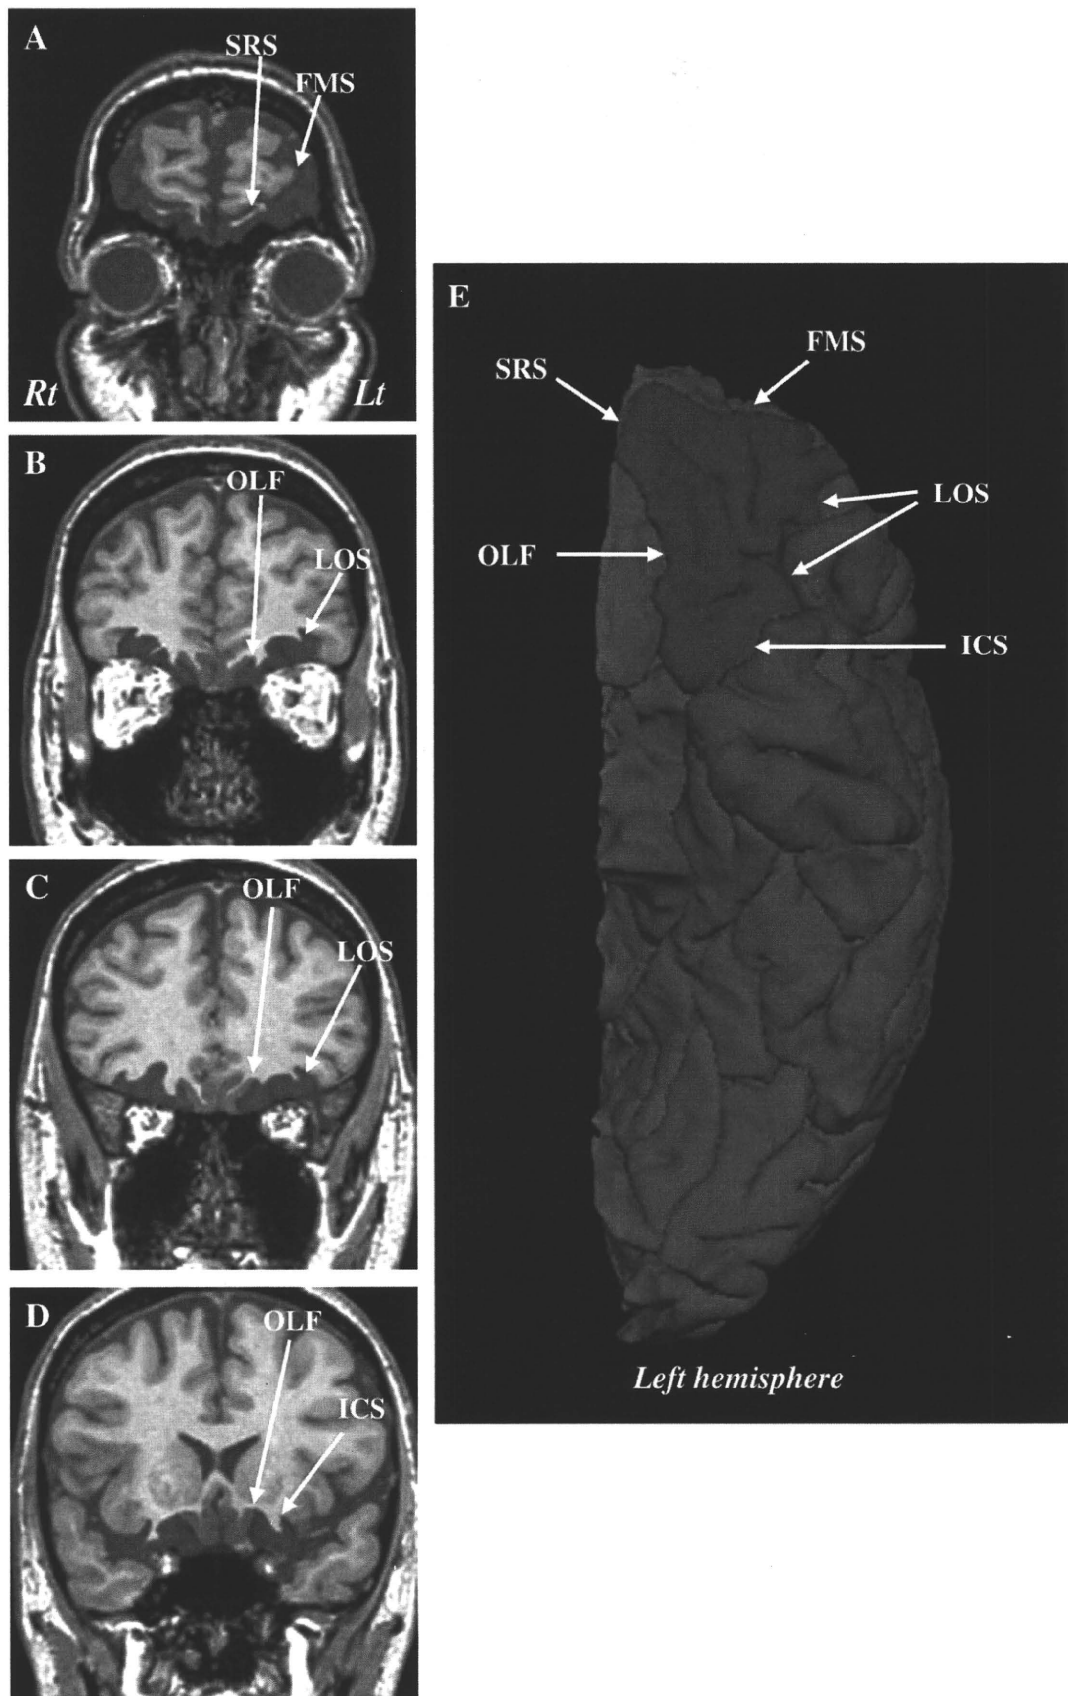 A
SRS
FMS
Rt
Lt
B
OLF
LOS
C
OLF
LOS
D
OLF
ICS
E
FMS
SRS
LOS
OLF
ICS
Left hemisphere